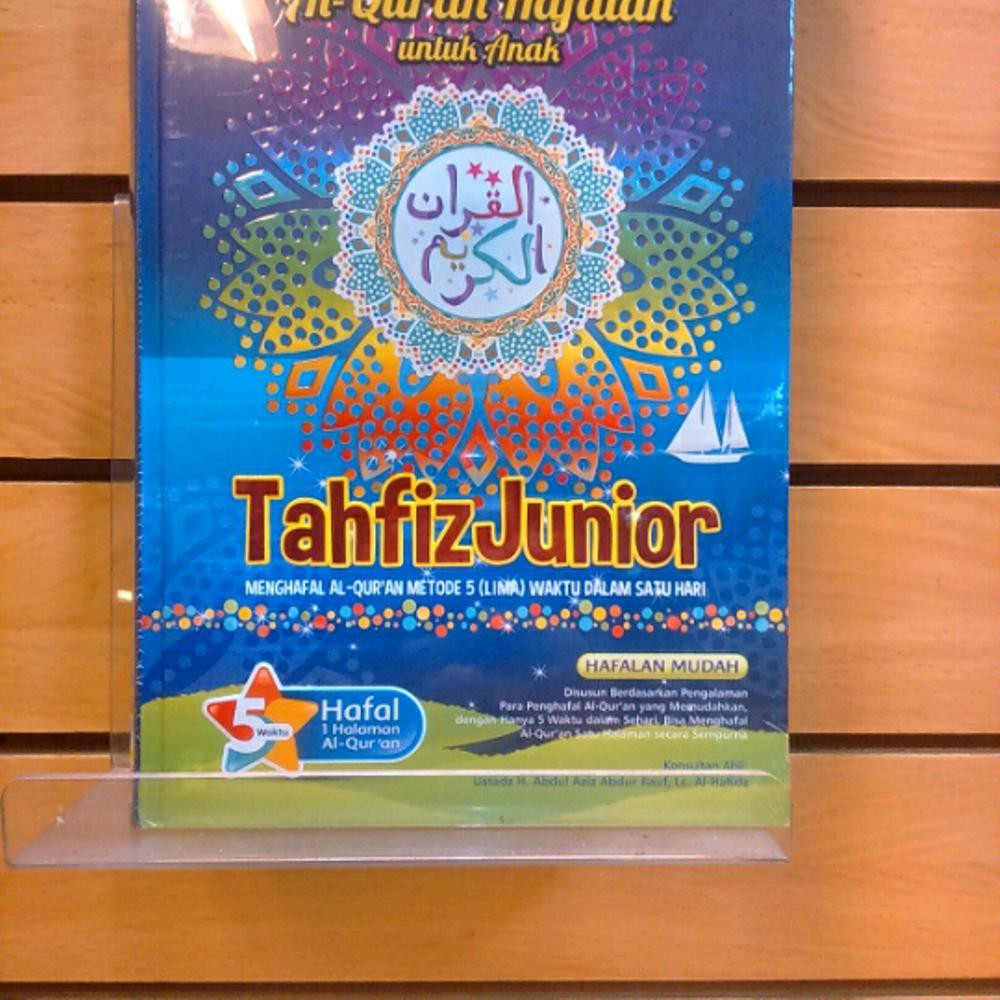 Al-Qur'an Hafalan
untuk Anak
القران
الكريم
TahfizJunior
MENGHAFAL AL-QUR'AN METODE 5 (LIMA) WAKTU DALAM SATU HARI
HAFALAN MUDAH
Disusun Berdasarkan Pengalaman
Para Penghafal Al-Qur'an yang Memudahkan,
dengan Hanya 5 Waktu dalam Sehari, Bisa Menghafal
Al-Qur'an Satu Halaman secara Sempurna
5
Waktu
Hafal
1 Halaman
Al-Qur'an
Konsultan Ahli:
Ustadz H. Abdul Aziz Abdur Rauf, Lc. Al-Hafidz